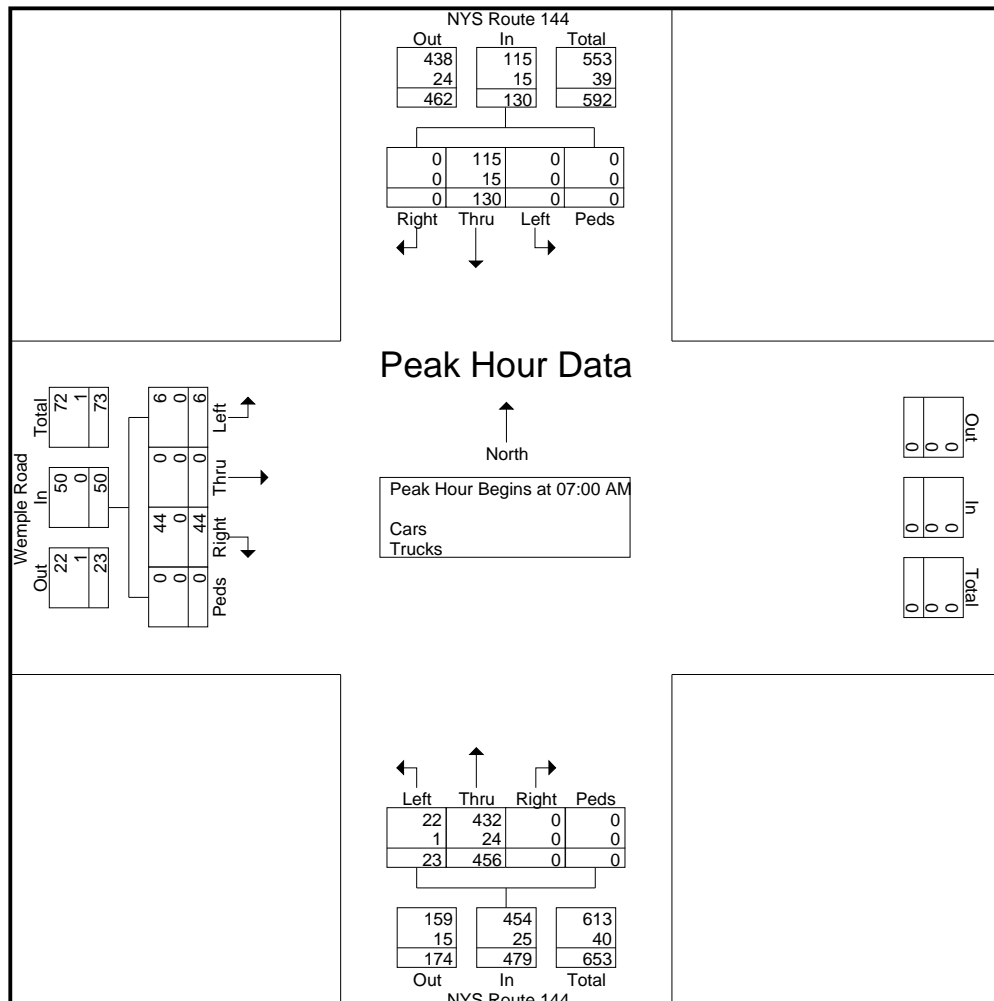 NYS Route 144
Out In Total
438 115 553
24 15 39
462 130 592
0 115 0 0
0 15 0 0
0 130 0 0
Right Thru Left Peds
Peak Hour Data
North
Peak Hour Begins at 07:00 AM
Cars
Trucks
Wemple Road
Total
72
1
73
In
50
0
50
Out
22
1
23
Left
6
0
6
Thru
0
0
0
Right
44
0
44
Peds
0
0
0
Out
0
0
0
In
0
0
0
Total
0
0
0
Left Thru Right Peds
22 432 0 0
1 24 0 0
23 456 0 0
159 454 613
15 25 40
174 479 653
Out In Total
NYS Route 144